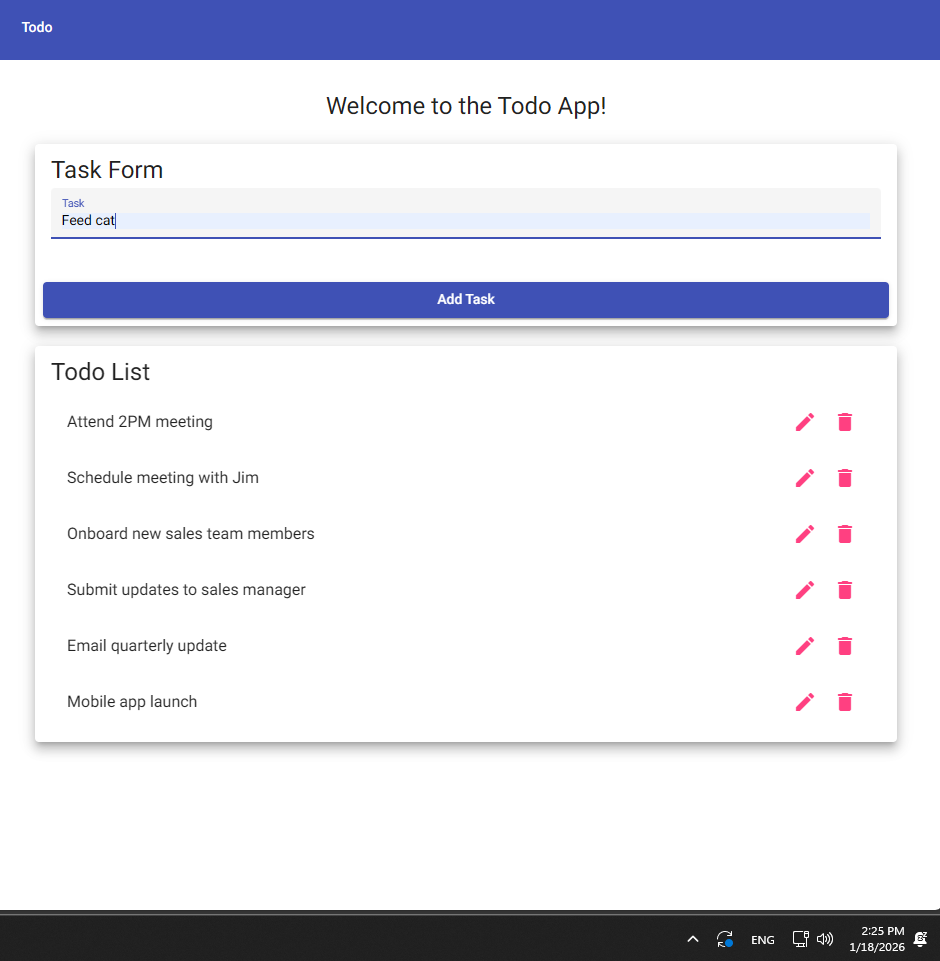 Todo
Welcome to the Todo App!
Task Form
Task
Feed cat
Add Task
Todo List
Attend 2PM meeting
Schedule meeting with Jim
Onboard new sales team members
Submit updates to sales manager
Email quarterly update
Mobile app launch
ENG
2:25 PM
1/18/2026